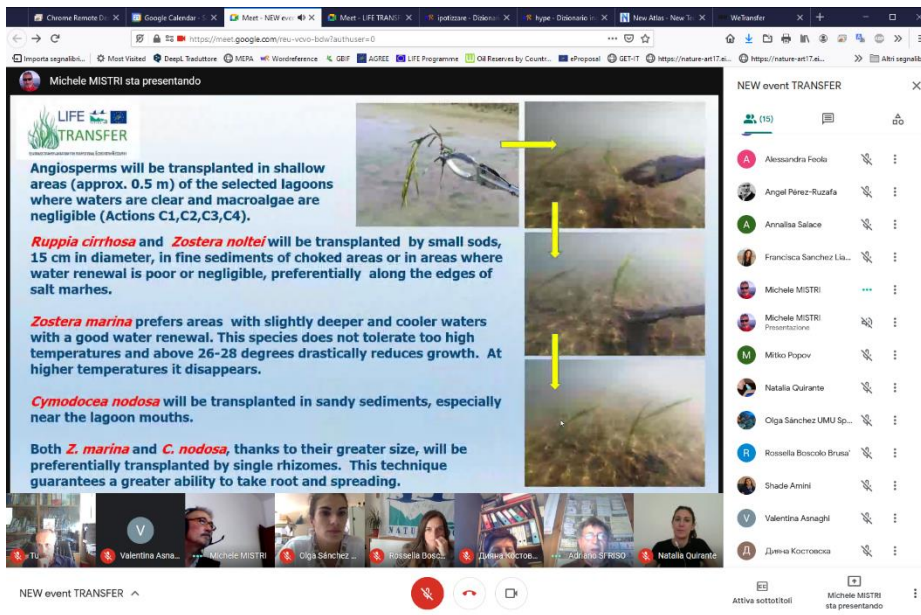 Chrome Remote De
Google Calendar - S
Meet - NEW eve
Meet - LIFE TRANSF
ipotizzare - Dizionari
hype - Dizionario in
New Atlas - New Te
WeTransfer
https://meet.google.com/reu-vcvo-bdw?authuser=0
Importa segnalibri...
Most Visited
DeepL Traduttore
MEPA
Wordreference
GBIF
AGREE
LIFE Programme
Oil Reserves by Countr...
eProposal
GET-IT
https://nature-art17.ei...
https://nature-art17.ei...
Altri segnalib
Michele MISTRI sta presentando
LIFE
TRANSFER
Angiosperms will be transplanted in shallow
areas (approx. 0.5 m) of the selected lagoons
where waters are clear and macroalgae are
negligible (Actions C1,C2,C3,C4).
Ruppia cirrhosa and Zostera noltei will be transplanted by small sods,
15 cm in diameter, in fine sediments of choked areas or in areas where
water renewal is poor or negligible, preferentially along the edges of
salt marhes.
Zostera marina prefers areas with slightly deeper and cooler waters
with a good water renewal. This species does not tolerate too high
temperatures and above 26-28 degrees drastically reduces growth. At
higher temperatures it disappears.
Cymodocea nodosa will be transplanted in sandy sediments, especially
near the lagoon mouths.
Both Z. marina and C. nodosa, thanks to their greater size, will be
preferentially transplanted by single rhizomes. This technique
guarantees a greater ability to take root and spreading.
NEW event TRANSFER
(15)
A Alessandra Feola
Angel Pérez-Ruzafa
A Annalisa Salace
Francisca Sanchez Lia...
Michele MISTRI
Michele MISTRI
Presentazione
M Mitko Popov
Natalia Quirante
Olga Sánchez UMU Sp...
R Rossella Boscolo Brusa'
Shade Amini
V Valentina Asnaghi
Д Дияна Костовска
Tu
V
Valentina Asna...
Michele MISTRI
Olga Sánchez ...
Rossella Bosc...
Дияна Костов...
Adriano SFRISO
Natalia Quirante
NEW event TRANSFER
Attiva sottotitoli
Michele MISTRI
sta presentando